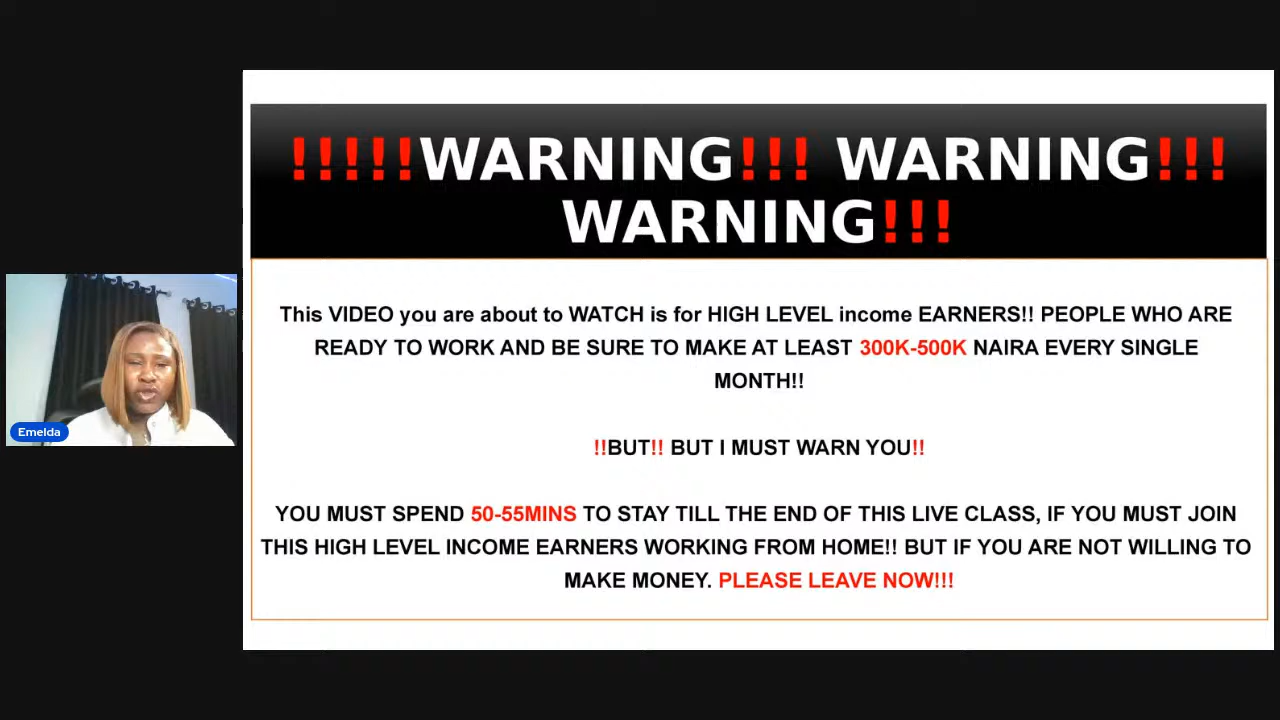 !!!!!WARNING!!! WARNING!!!
WARNING!!!
This VIDEO you are about to WATCH is for HIGH LEVEL income EARNERS!! PEOPLE WHO ARE
READY TO WORK AND BE SURE TO MAKE AT LEAST 300K-500K NAIRA EVERY SINGLE
MONTH!!
!!BUT!! BUT I MUST WARN YOU!!
YOU MUST SPEND 50-55MINS TO STAY TILL THE END OF THIS LIVE CLASS, IF YOU MUST JOIN
THIS HIGH LEVEL INCOME EARNERS WORKING FROM HOME!! BUT IF YOU ARE NOT WILLING TO
MAKE MONEY. PLEASE LEAVE NOW!!!
Emelda